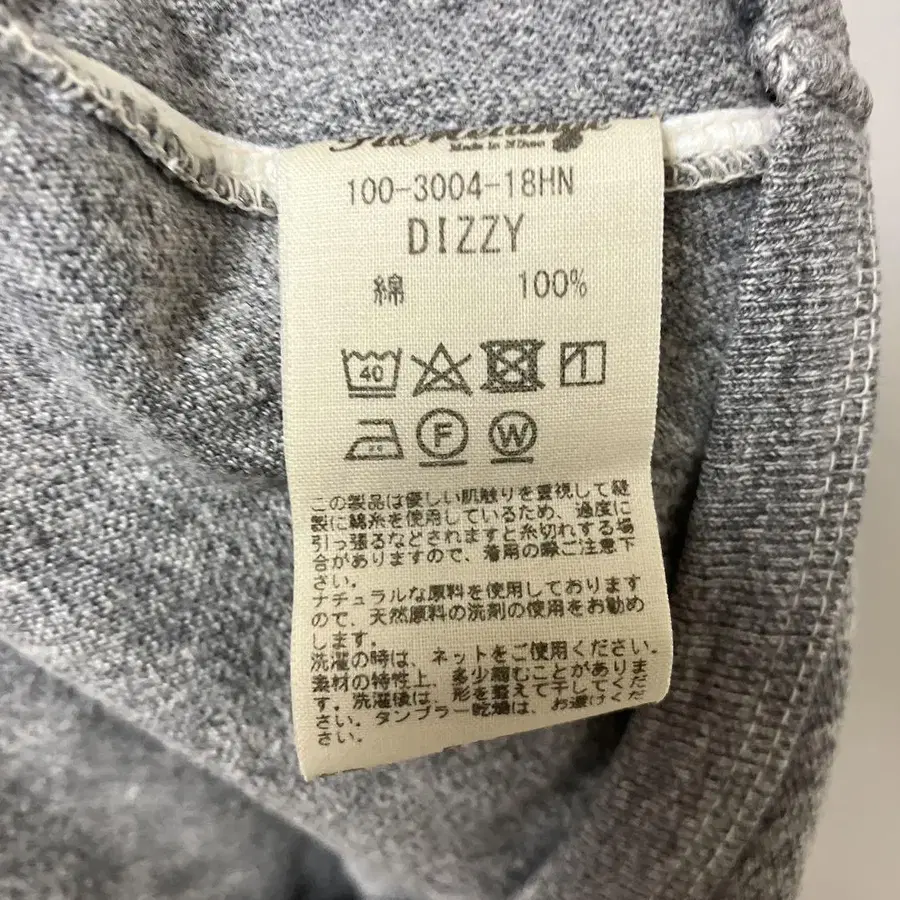 Made in Nihon
100-3004-18HN
DIZZY
綿 100%
40
F W
この製品は優しい肌触りを重視して縫
製に綿糸を使用しているため、過度に
引っ張るなどされますと糸切れする場
合がありますので、着用の際ご注意下
さい。
ナチュラルな原料を使用しております
ので、天然原料の洗剤の使用をお勧め
します。
洗濯の時は、ネットをご使用ください。
素材の特性上、多少縮むことがありま
す。洗濯後は、形を整えて干してくだ
さい。タンブラー乾燥は、お避けくだ
さい。